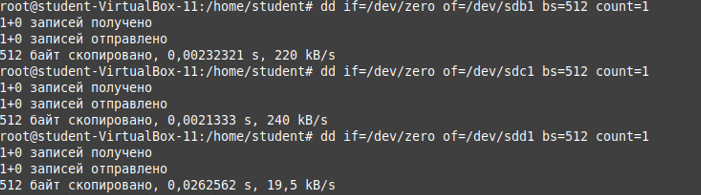 root@student-VirtualBox-11:/home/student# dd if=/dev/zero of=/dev/sdb1 bs=512 count=1
1+0 записей получено
1+0 записей отправлено
512 байт скопировано, 0,00232321 s, 220 kB/s
root@student-VirtualBox-11:/home/student# dd if=/dev/zero of=/dev/sdc1 bs=512 count=1
1+0 записей получено
1+0 записей отправлено
512 байт скопировано, 0,0021333 s, 240 kB/s
root@student-VirtualBox-11:/home/student# dd if=/dev/zero of=/dev/sdd1 bs=512 count=1
1+0 записей получено
1+0 записей отправлено
512 байт скопировано, 0,0262562 s, 19,5 kB/s